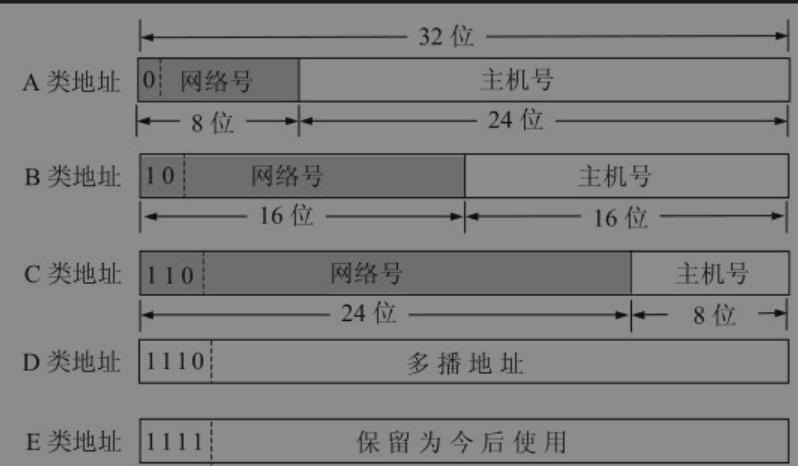 32 位
A 类地址 0 网络号 主机号
8 位 24 位
B 类地址 10 网络号 主机号
16 位 16 位
C 类地址 110 网络号 主机号
24 位 8 位
D 类地址 1110 多播地址
E 类地址 1111 保留为今后使用